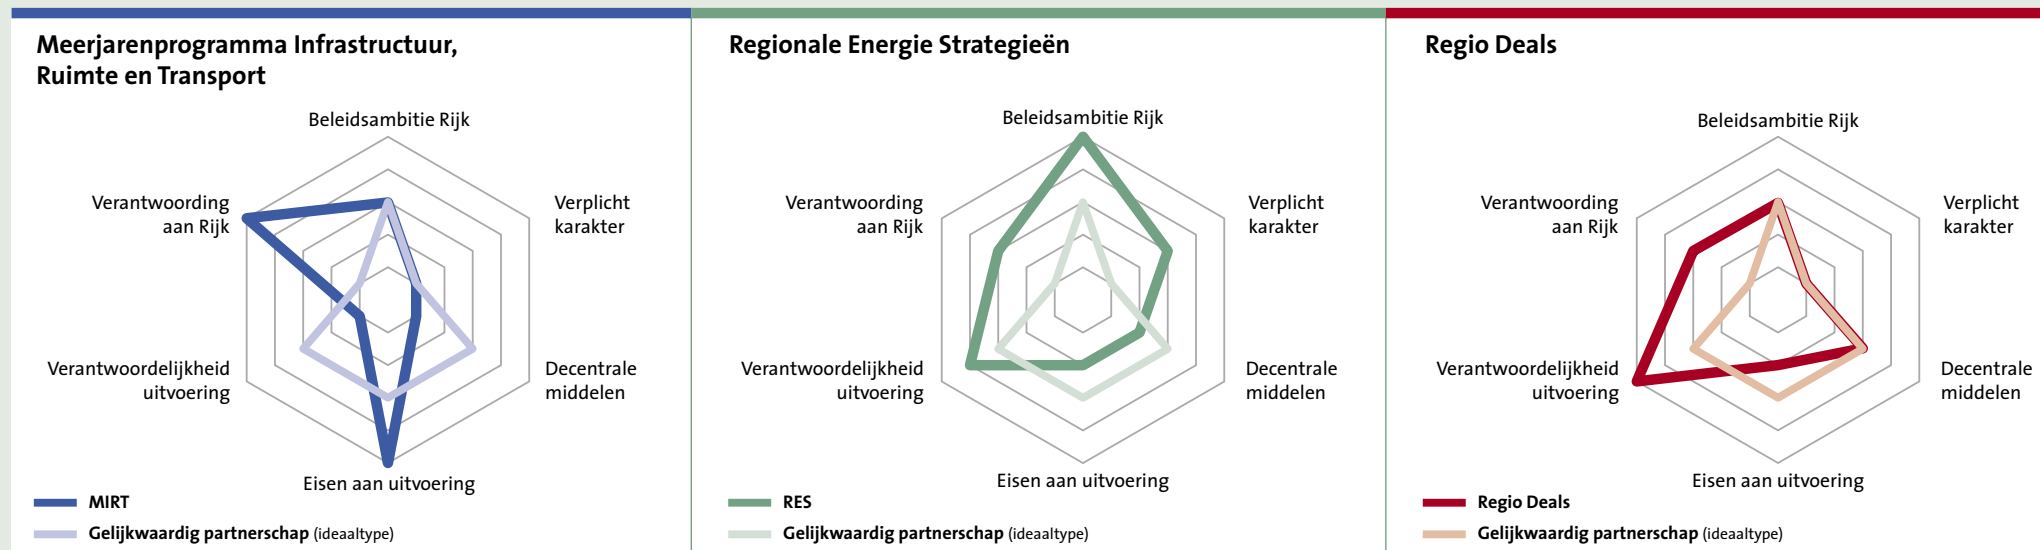 Meerjarenprogramma Infrastructuur,
Ruimte en Transport
Beleidsambitie Rijk
Verplicht
karakter
Decentrale
middelen
Eisen aan uitvoering
Verantwoordelijkheid
uitvoering
Verantwoording
aan Rijk
MIRT
Gelijkwaardig partnerschap (ideaaltype)
Regionale Energie Strategieën
Beleidsambitie Rijk
Verplicht
karakter
Decentrale
middelen
Eisen aan uitvoering
Verantwoordelijkheid
uitvoering
Verantwoording
aan Rijk
RES
Gelijkwaardig partnerschap (ideaaltype)
Regio Deals
Beleidsambitie Rijk
Verplicht
karakter
Decentrale
middelen
Eisen aan uitvoering
Verantwoordelijkheid
uitvoering
Verantwoording
aan Rijk
Regio Deals
Gelijkwaardig partnerschap (ideaaltype)